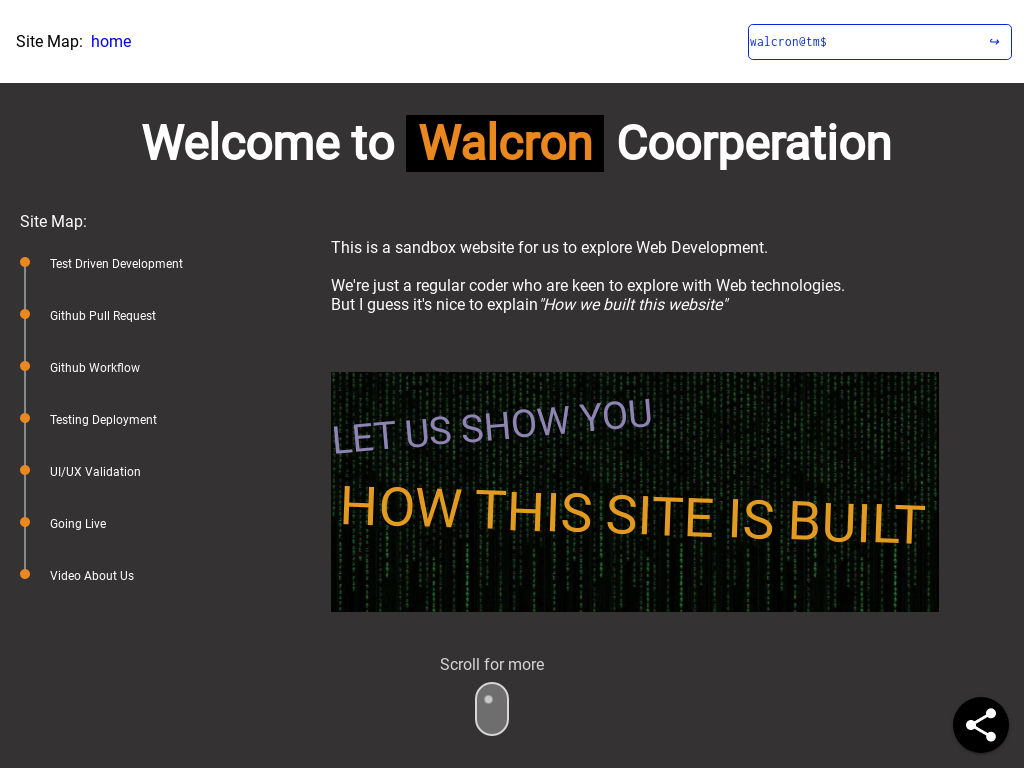 Site Map: home
walcron@tm$
Welcome to Walcron Coorperation
Site Map:
Test Driven Development
Github Pull Request
Github Workflow
Testing Deployment
UI/UX Validation
Going Live
Video About Us
This is a sandbox website for us to explore Web Development.
We're just a regular coder who are keen to explore with Web technologies.
But I guess it's nice to explain "How we built this website"
LET US SHOW YOU
HOW THIS SITE IS BUILT
Scroll for more